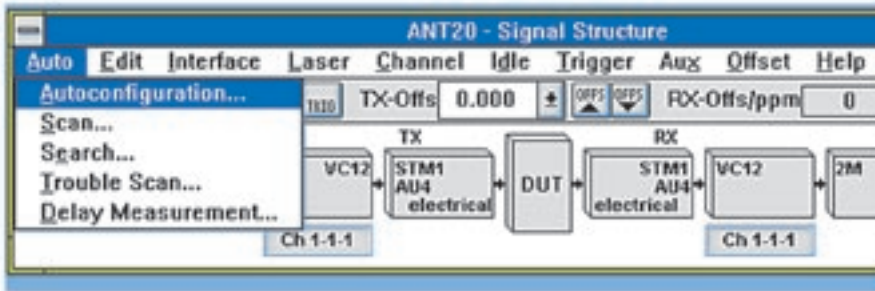 ANT20 - Signal Structure
Auto Edit Interface Laser Channel Idle Trigger Aux Offset Help
Autoconfiguration...
Scan...
Search...
Trouble Scan...
Delay Measurement...
TX-Offs 0.000 OFFS OFFS RX-Offs/ppm 0
TX RX
VC12 STM1 AU4 electrical DUT STM1 AU4 electrical VC12 2M
Ch 1-1-1 Ch 1-1-1